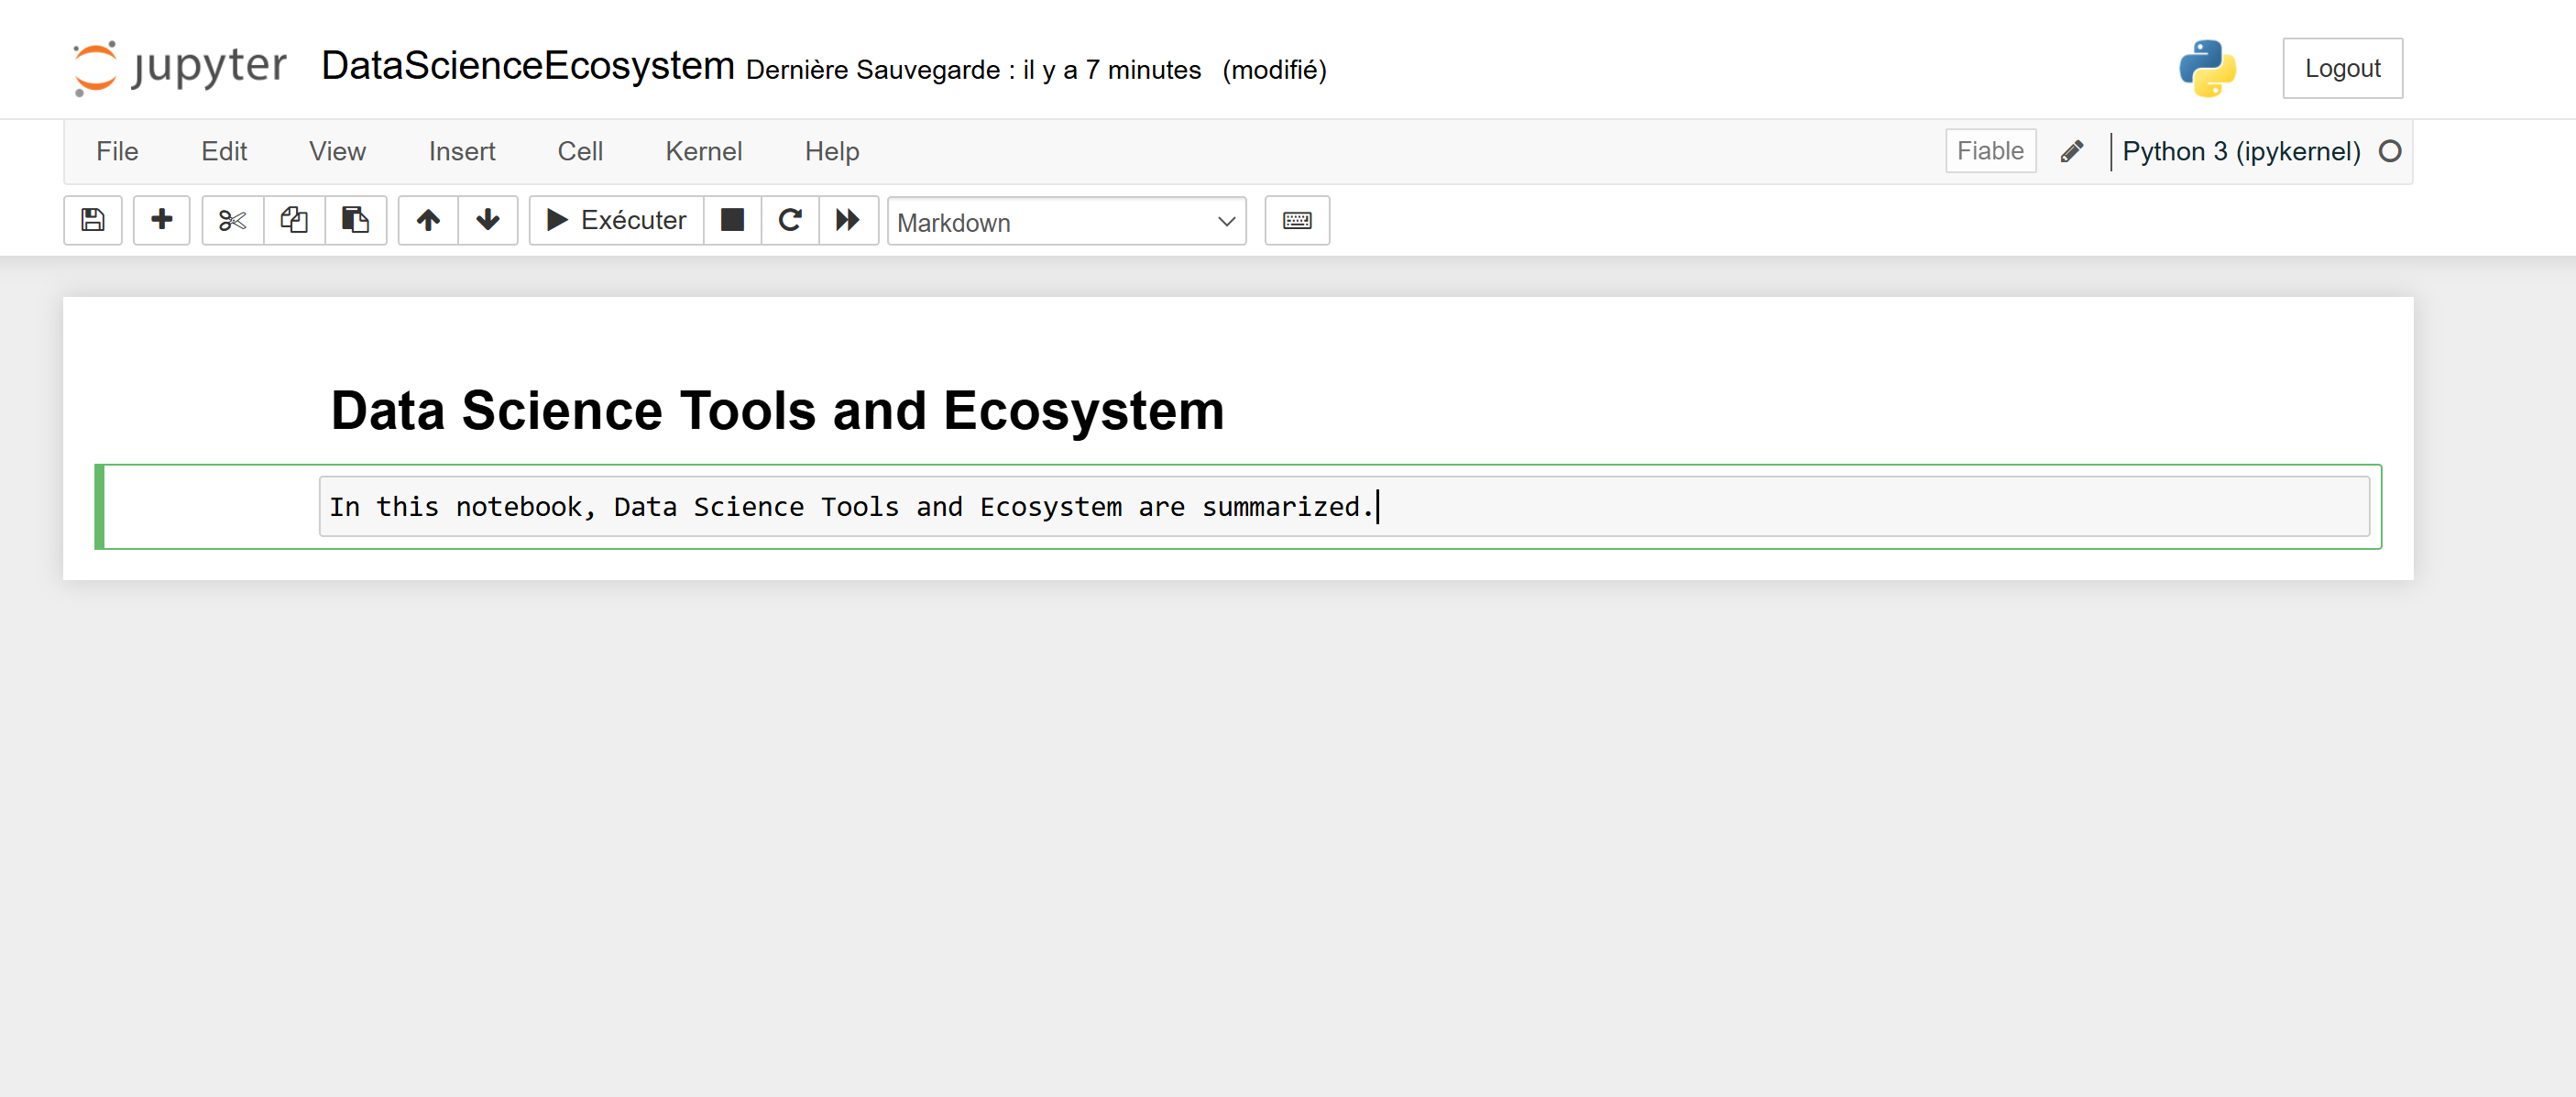 jupyter DataScienceEcosystem Dernière Sauvegarde : il y a 7 minutes (modifié) Logout
File Edit View Insert Cell Kernel Help Fiable Python 3 (ipykernel)
Exécuter Markdown
Data Science Tools and Ecosystem
In this notebook, Data Science Tools and Ecosystem are summarized.